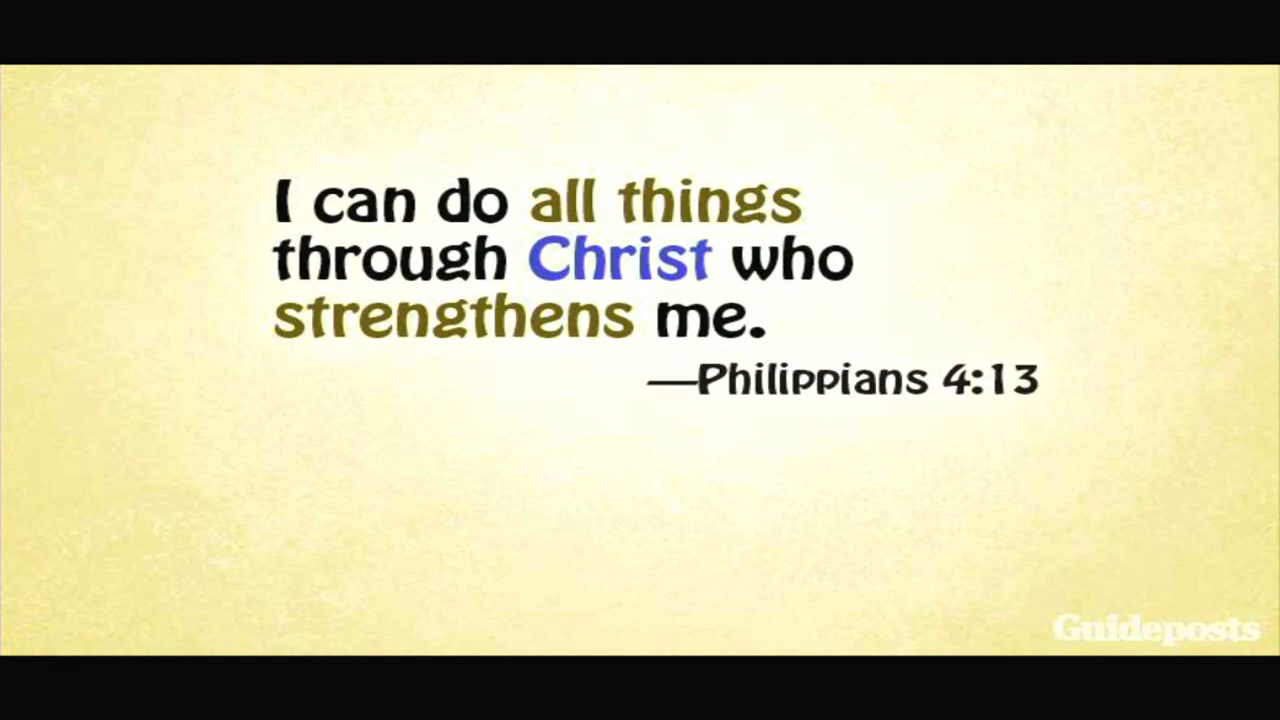 I can do all things
through Christ who
strengthens me.
—Philippians 4:13
Guideposts